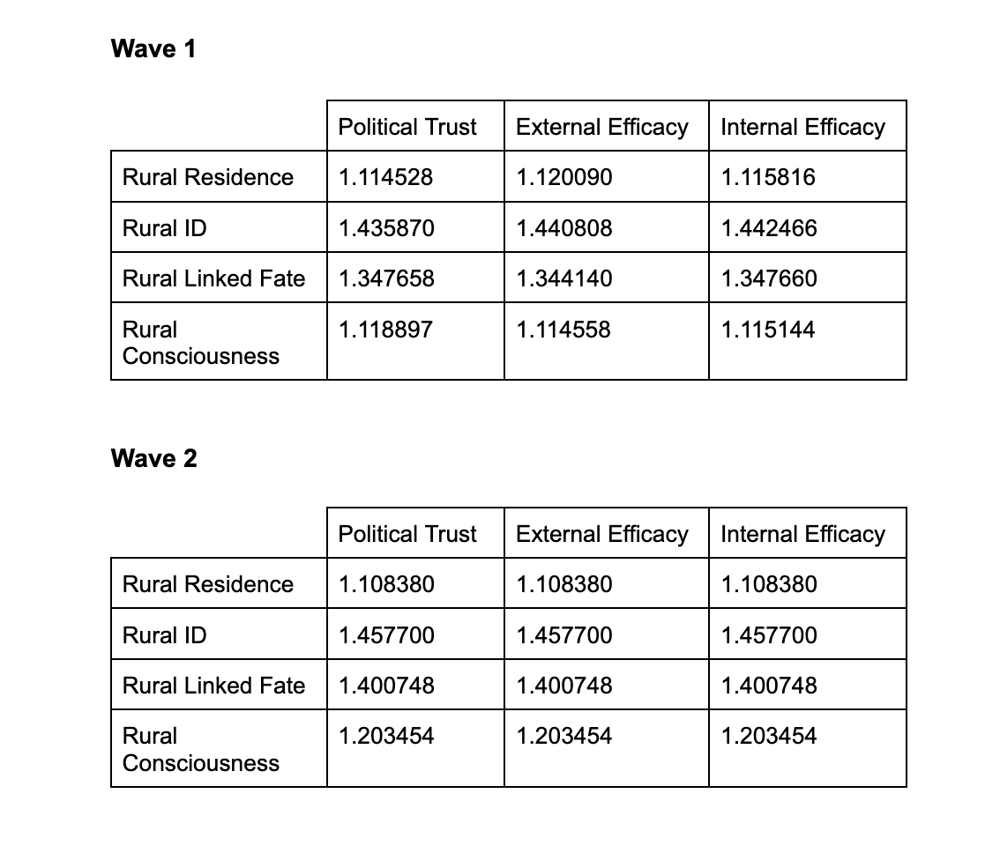 Wave 1
Political Trust External Efficacy Internal Efficacy
Rural Residence 1.114528 1.120090 1.115816
Rural ID 1.435870 1.440808 1.442466
Rural Linked Fate 1.347658 1.344140 1.347660
Rural 1.118897 1.114558 1.115144
Consciousness
Wave 2
Political Trust External Efficacy Internal Efficacy
Rural Residence 1.108380 1.108380 1.108380
Rural ID 1.457700 1.457700 1.457700
Rural Linked Fate 1.400748 1.400748 1.400748
Rural 1.203454 1.203454 1.203454
Consciousness